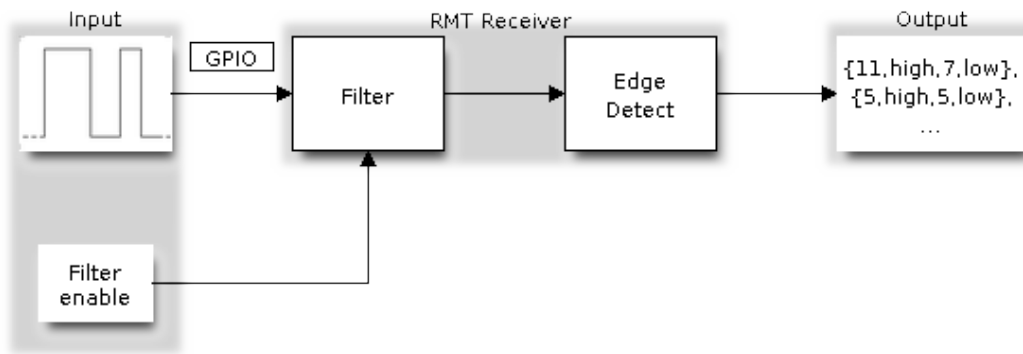 Input
RMT Receiver
Output
GPIO
Filter
Edge
Detect
{11,high,7,low},
{5,high,5,low},
...
Filter
enable